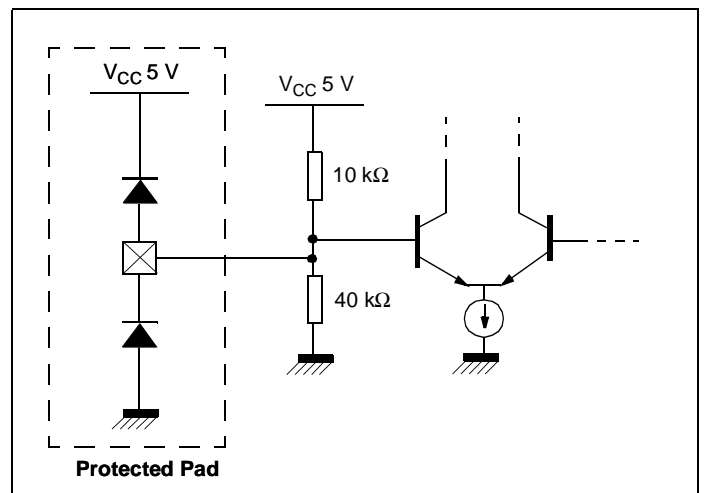 VCC 5 V
VCC 5 V
10 kΩ
40 kΩ
Protected Pad